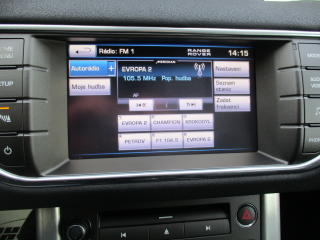 Rádio: FM 1
MERIDIAN
RANGE ROVER
14:15
Autorádio +
EVROPA 2
105.5 MHz Pop. hudba
Nastavení
Moje hudba
Seznam stanic
AF
Zadat frekvenci
EVROPA 2
CHAMPION
KROKODYL
PETROV
F1 104.5
EVROPA 2
SETUP